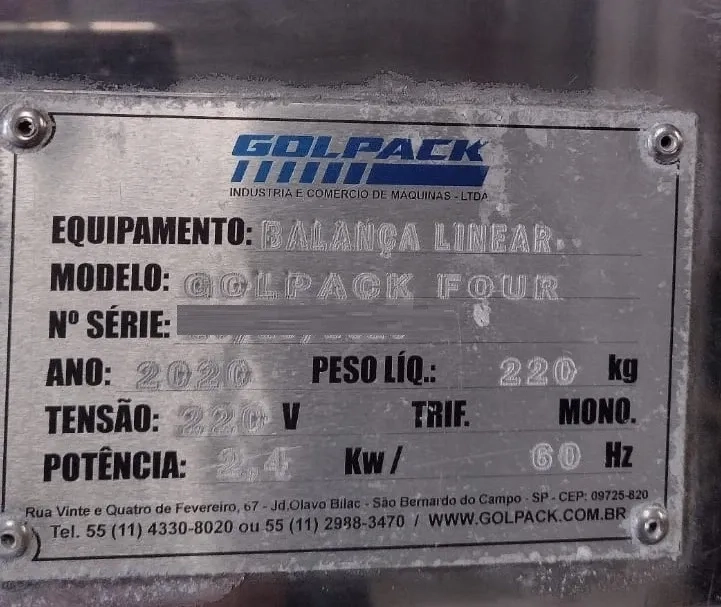 GOLPACK
INDUSTRIA E COMERCIO DE MAQUINAS - LTDA
EQUIPAMENTO: BALANÇA LINEAR.
MODELO: GOLPACK FOUR
Nº SÉRIE:
ANO: 2020 PESO LÍQ.: 220 kg
TENSÃO: 220 V TRIF. MONO.
POTÊNCIA: 2,4 Kw / 60 Hz
Rua Vinte e Quatro de Fevereiro, 67 - Jd.Olavo Bilac - São Bernardo do Campo - SP - CEP: 09725-820
Tel. 55 (11) 4330-8020 ou 55 (11) 2988-3470 / WWW.GOLPACK.COM.BR